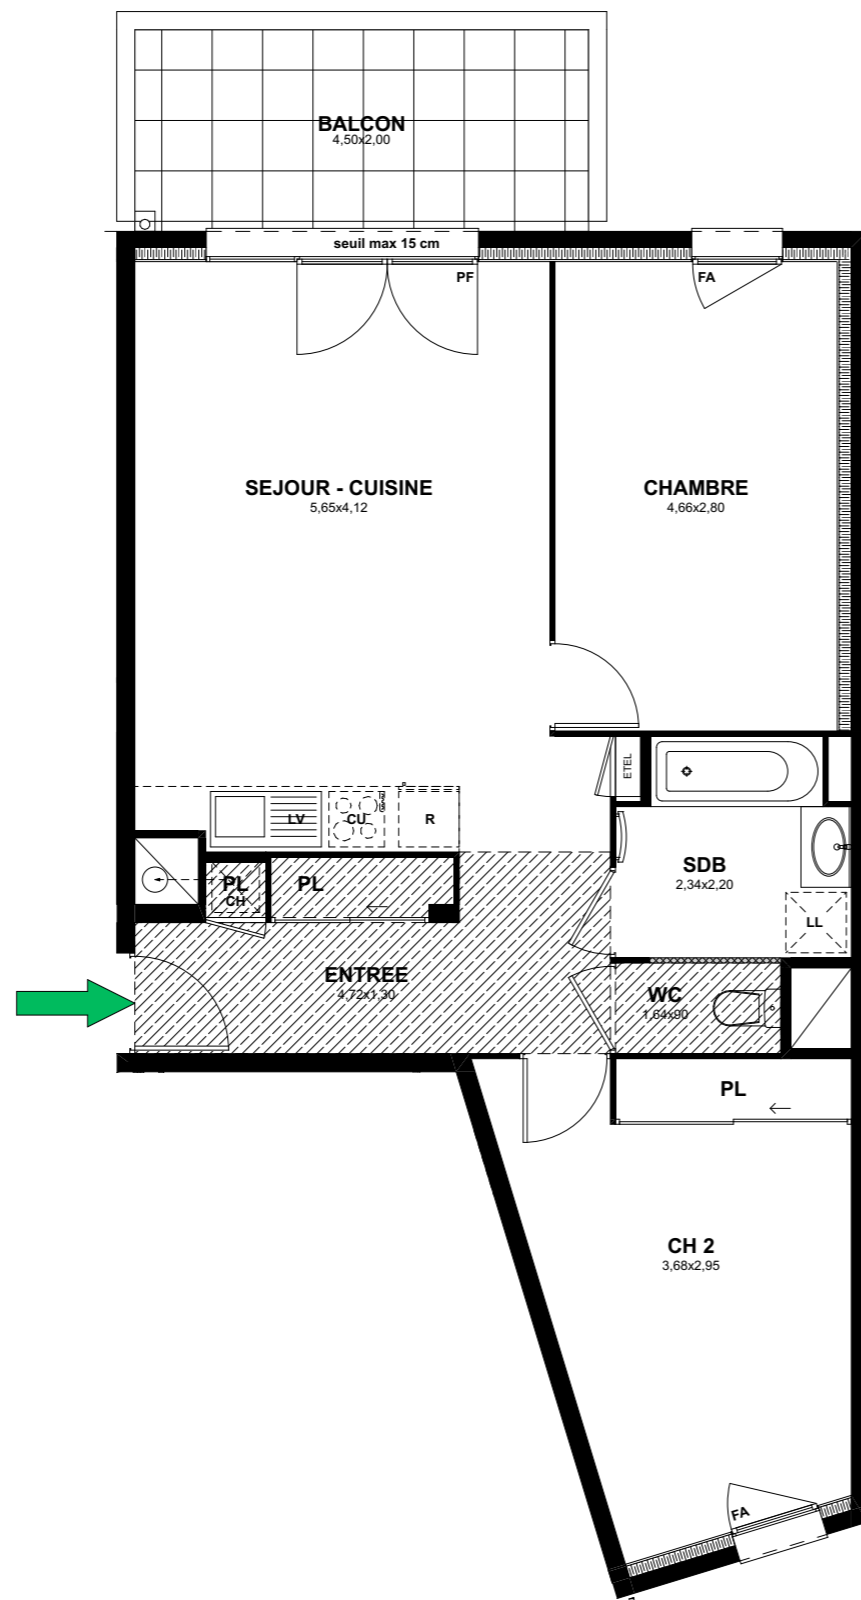 BALCON
4,50x2,00
seuil max 15 cm
PF
FA
SEJOUR - CUISINE
5,65x4,12
CHAMBRE
4,66x2,80
ETEL
LV
CU
R
SDB
2,34x2,20
PL
CH
PL
LL
ENTREE
4,72x1,30
WC
1,64x90
PL
CH 2
3,68x2,95
FA